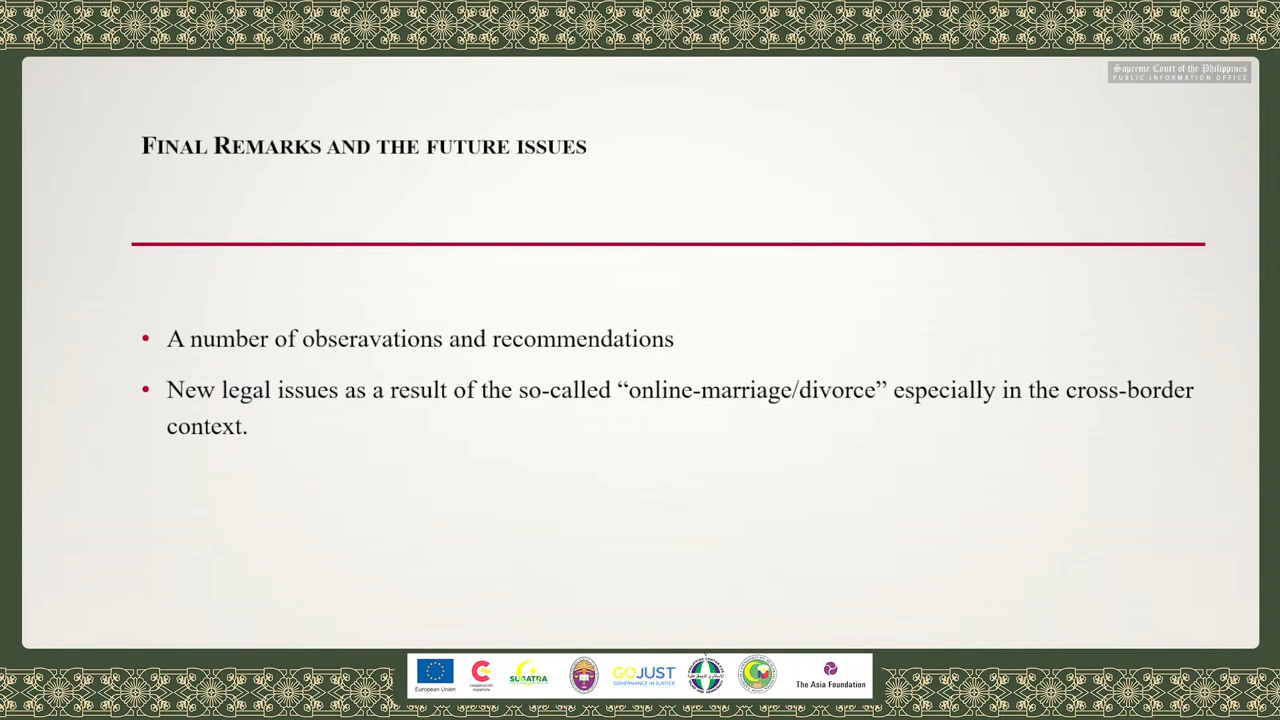 Supreme Court of the Philippines
PUBLIC INFORMATION OFFICE
FINAL REMARKS AND THE FUTURE ISSUES
• A number of obseravations and recommendations
• New legal issues as a result of the so-called “online-marriage/divorce” especially in the cross-border
context.
European Union
cooperación
española
SUBATRA
GOJUST
GOVERNANCE IN JUSTICE
The Asia Foundation